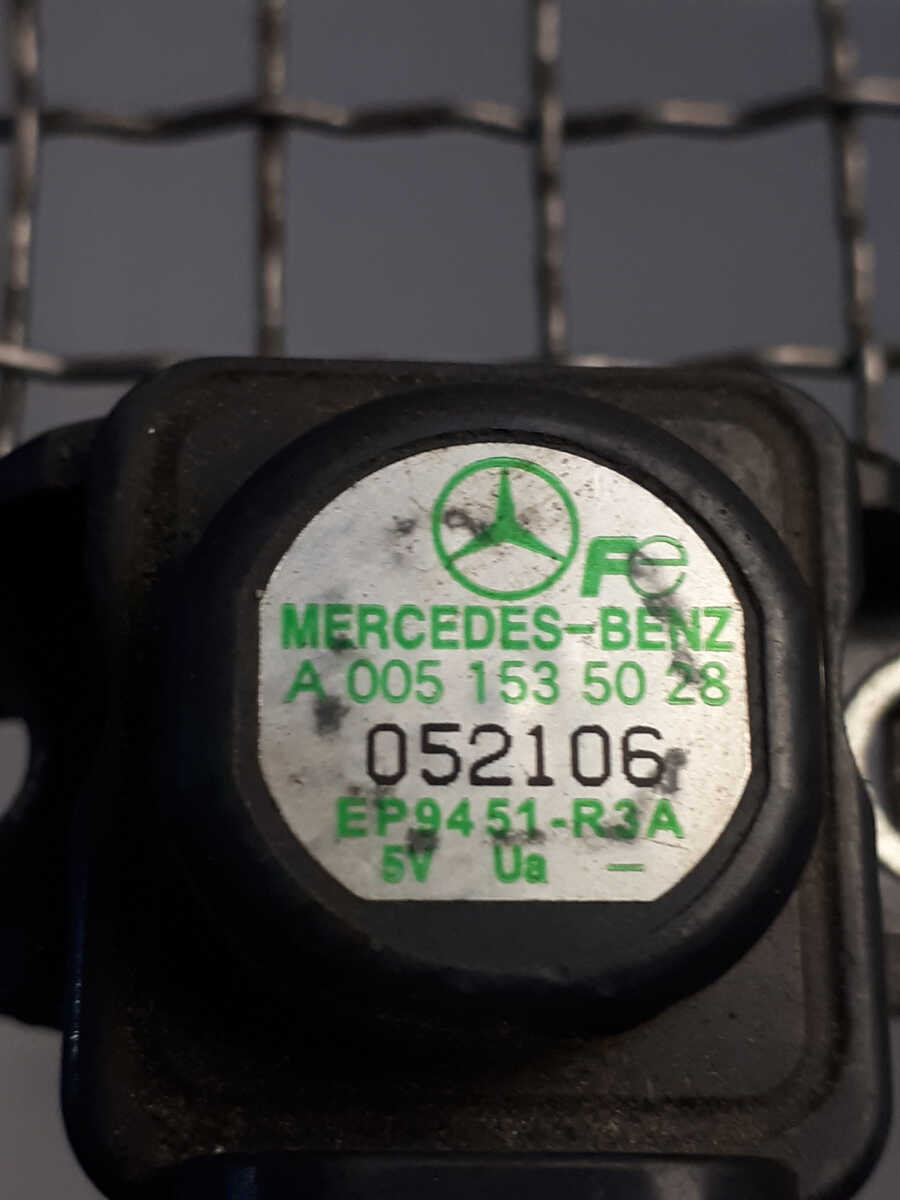 Fe
MERCEDES-BENZ
A 005 153 50 28
052106
EP9451-R3A
5V Ua —